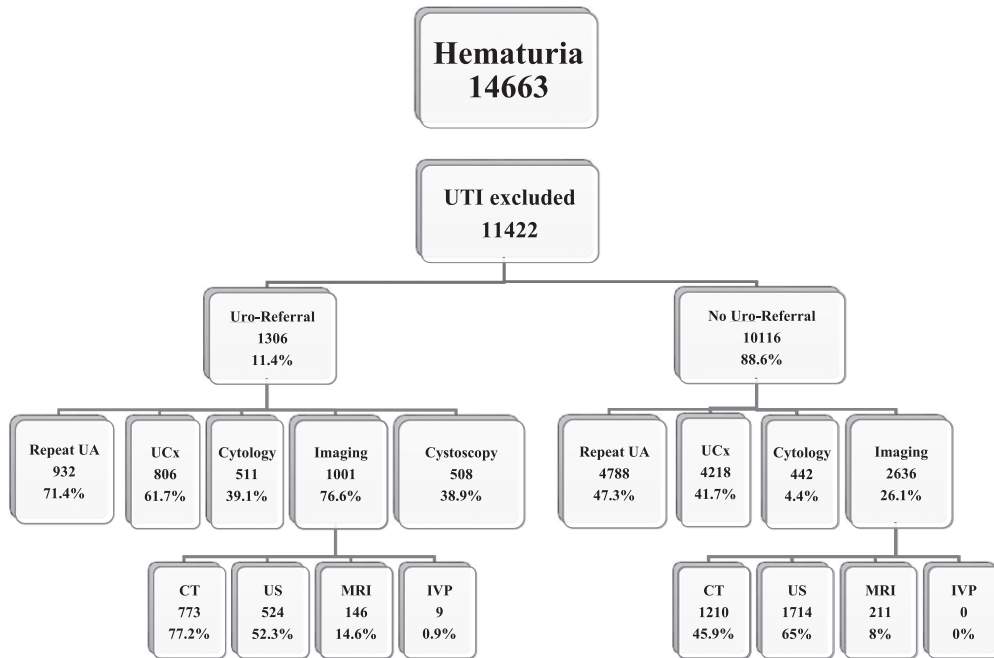 Hematuria
14663
UTI excluded
11422
Uro-Referral
1306
11.4%
No Uro-Referral
10116
88.6%
Repeat UA
932
71.4%
UCx
806
61.7%
Cytology
511
39.1%
Imaging
1001
76.6%
Cystoscopy
508
38.9%
Repeat UA
4788
47.3%
UCx
4218
41.7%
Cytology
442
4.4%
Imaging
2636
26.1%
CT
773
77.2%
US
524
52.3%
MRI
146
14.6%
IVP
9
0.9%
CT
1210
45.9%
US
1714
65%
MRI
211
8%
IVP
0
0%